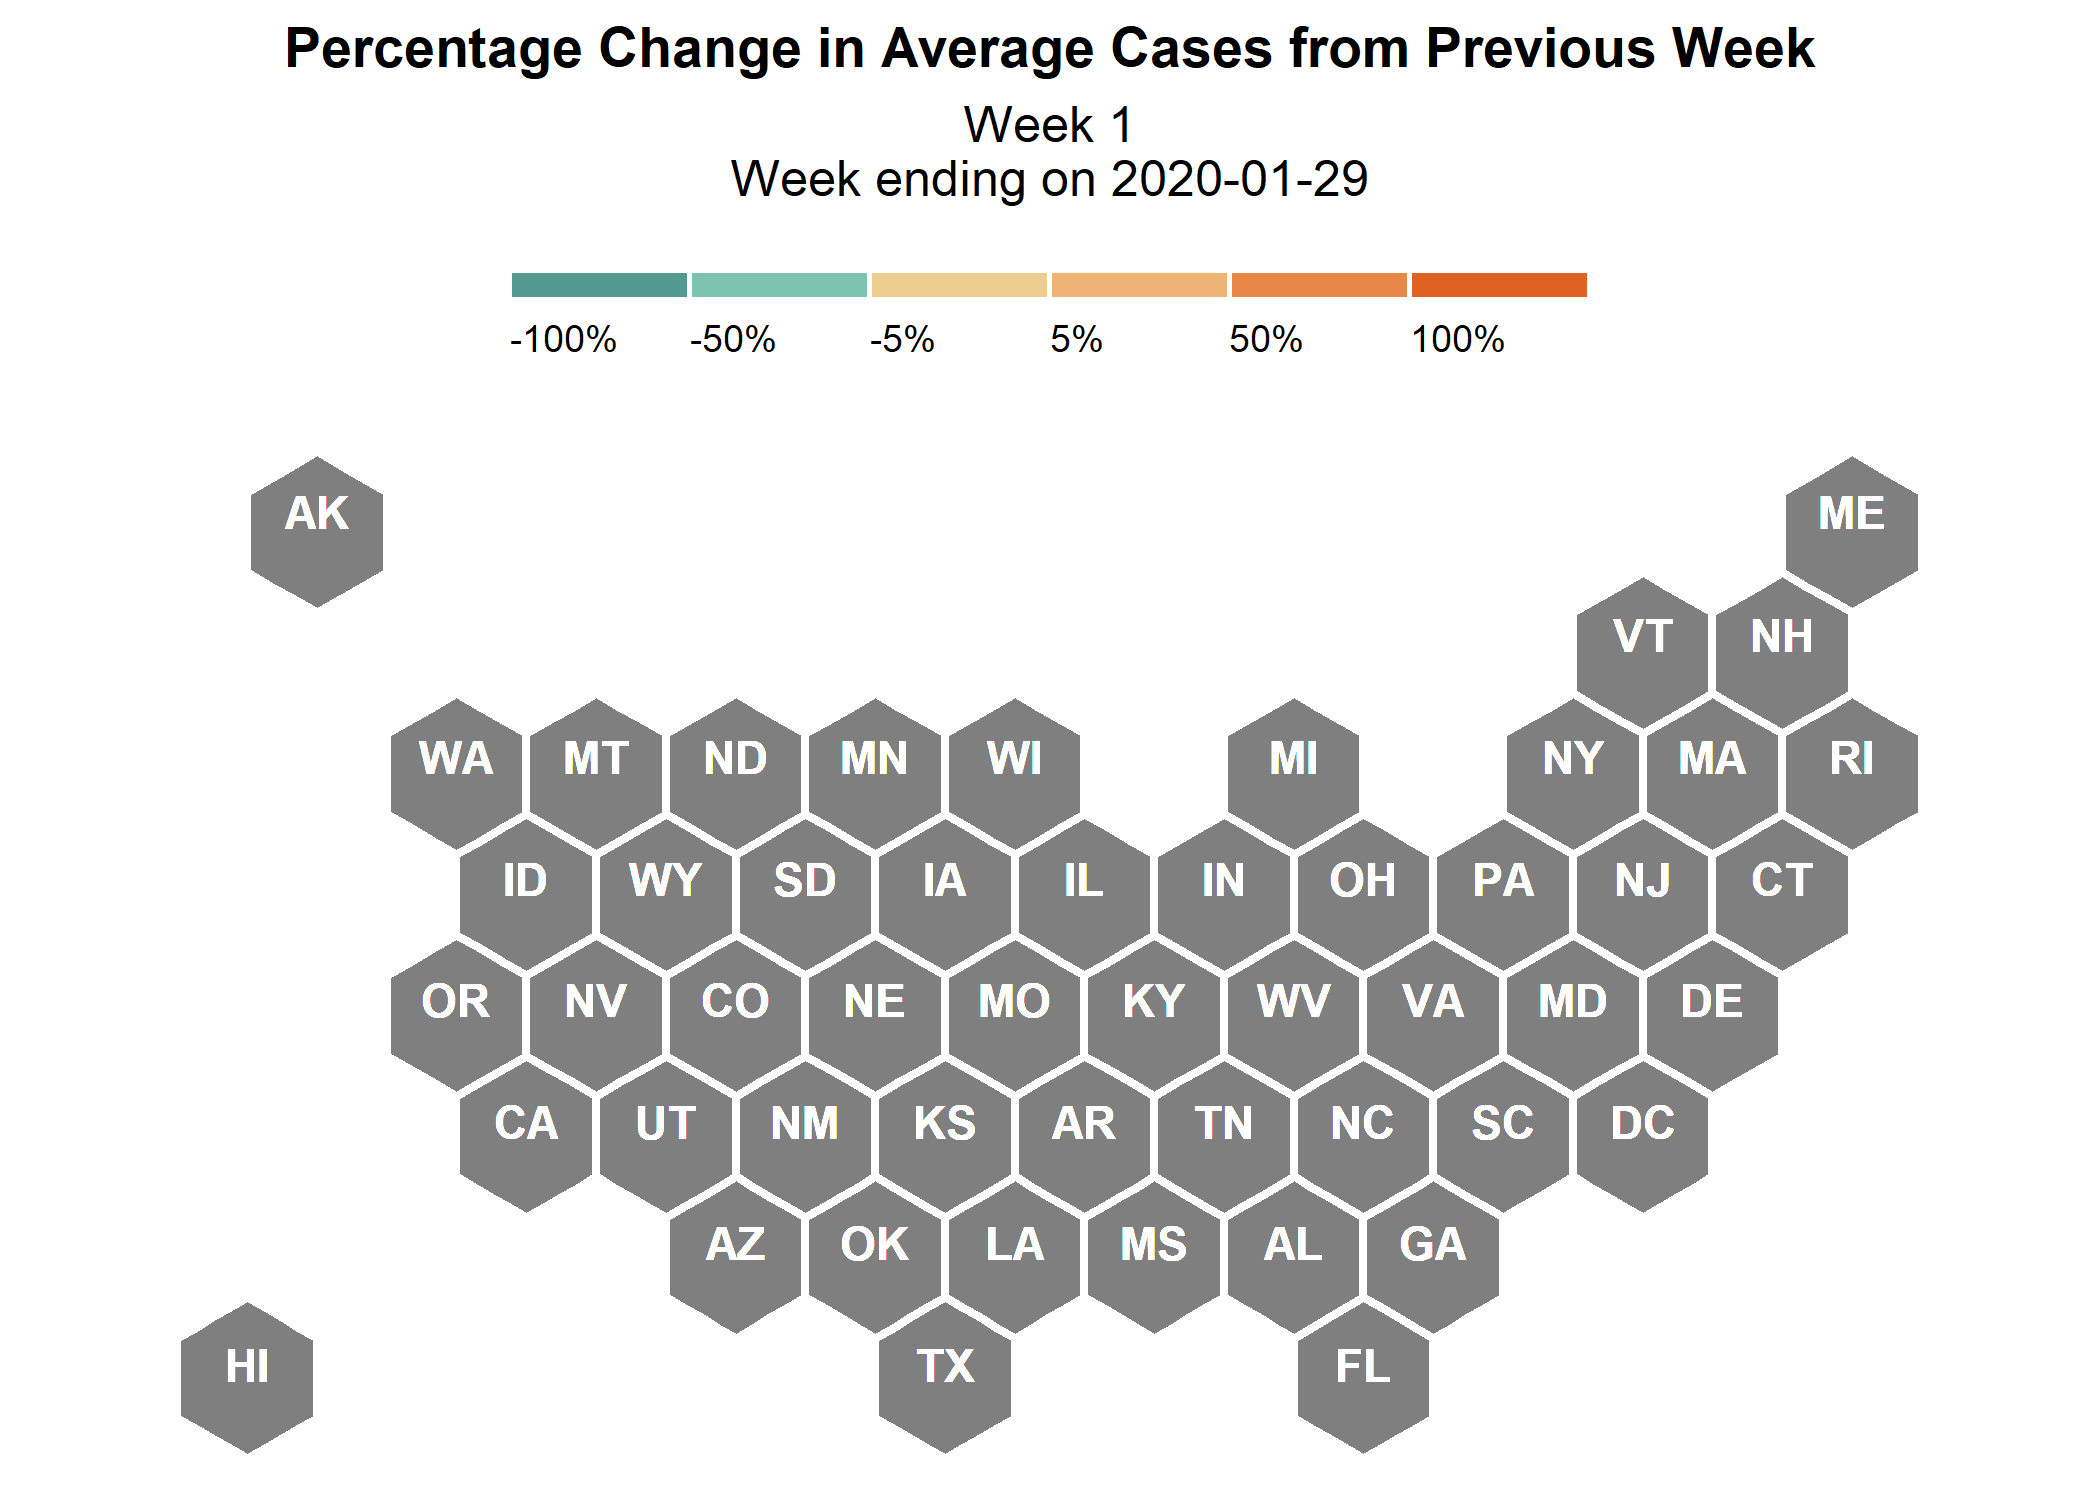 Percentage Change in Average Cases from Previous Week
Week 1
Week ending on 2020-01-29
-100% -50% -5% 5% 50% 100%
AK ME
VT NH
WA MT ND MN WI MI NY MA RI
ID WY SD IA IL IN OH PA NJ CT
OR NV CO NE MO KY WV VA MD DE
CA UT NM KS AR TN NC SC DC
AZ OK LA MS AL GA
HI TX FL